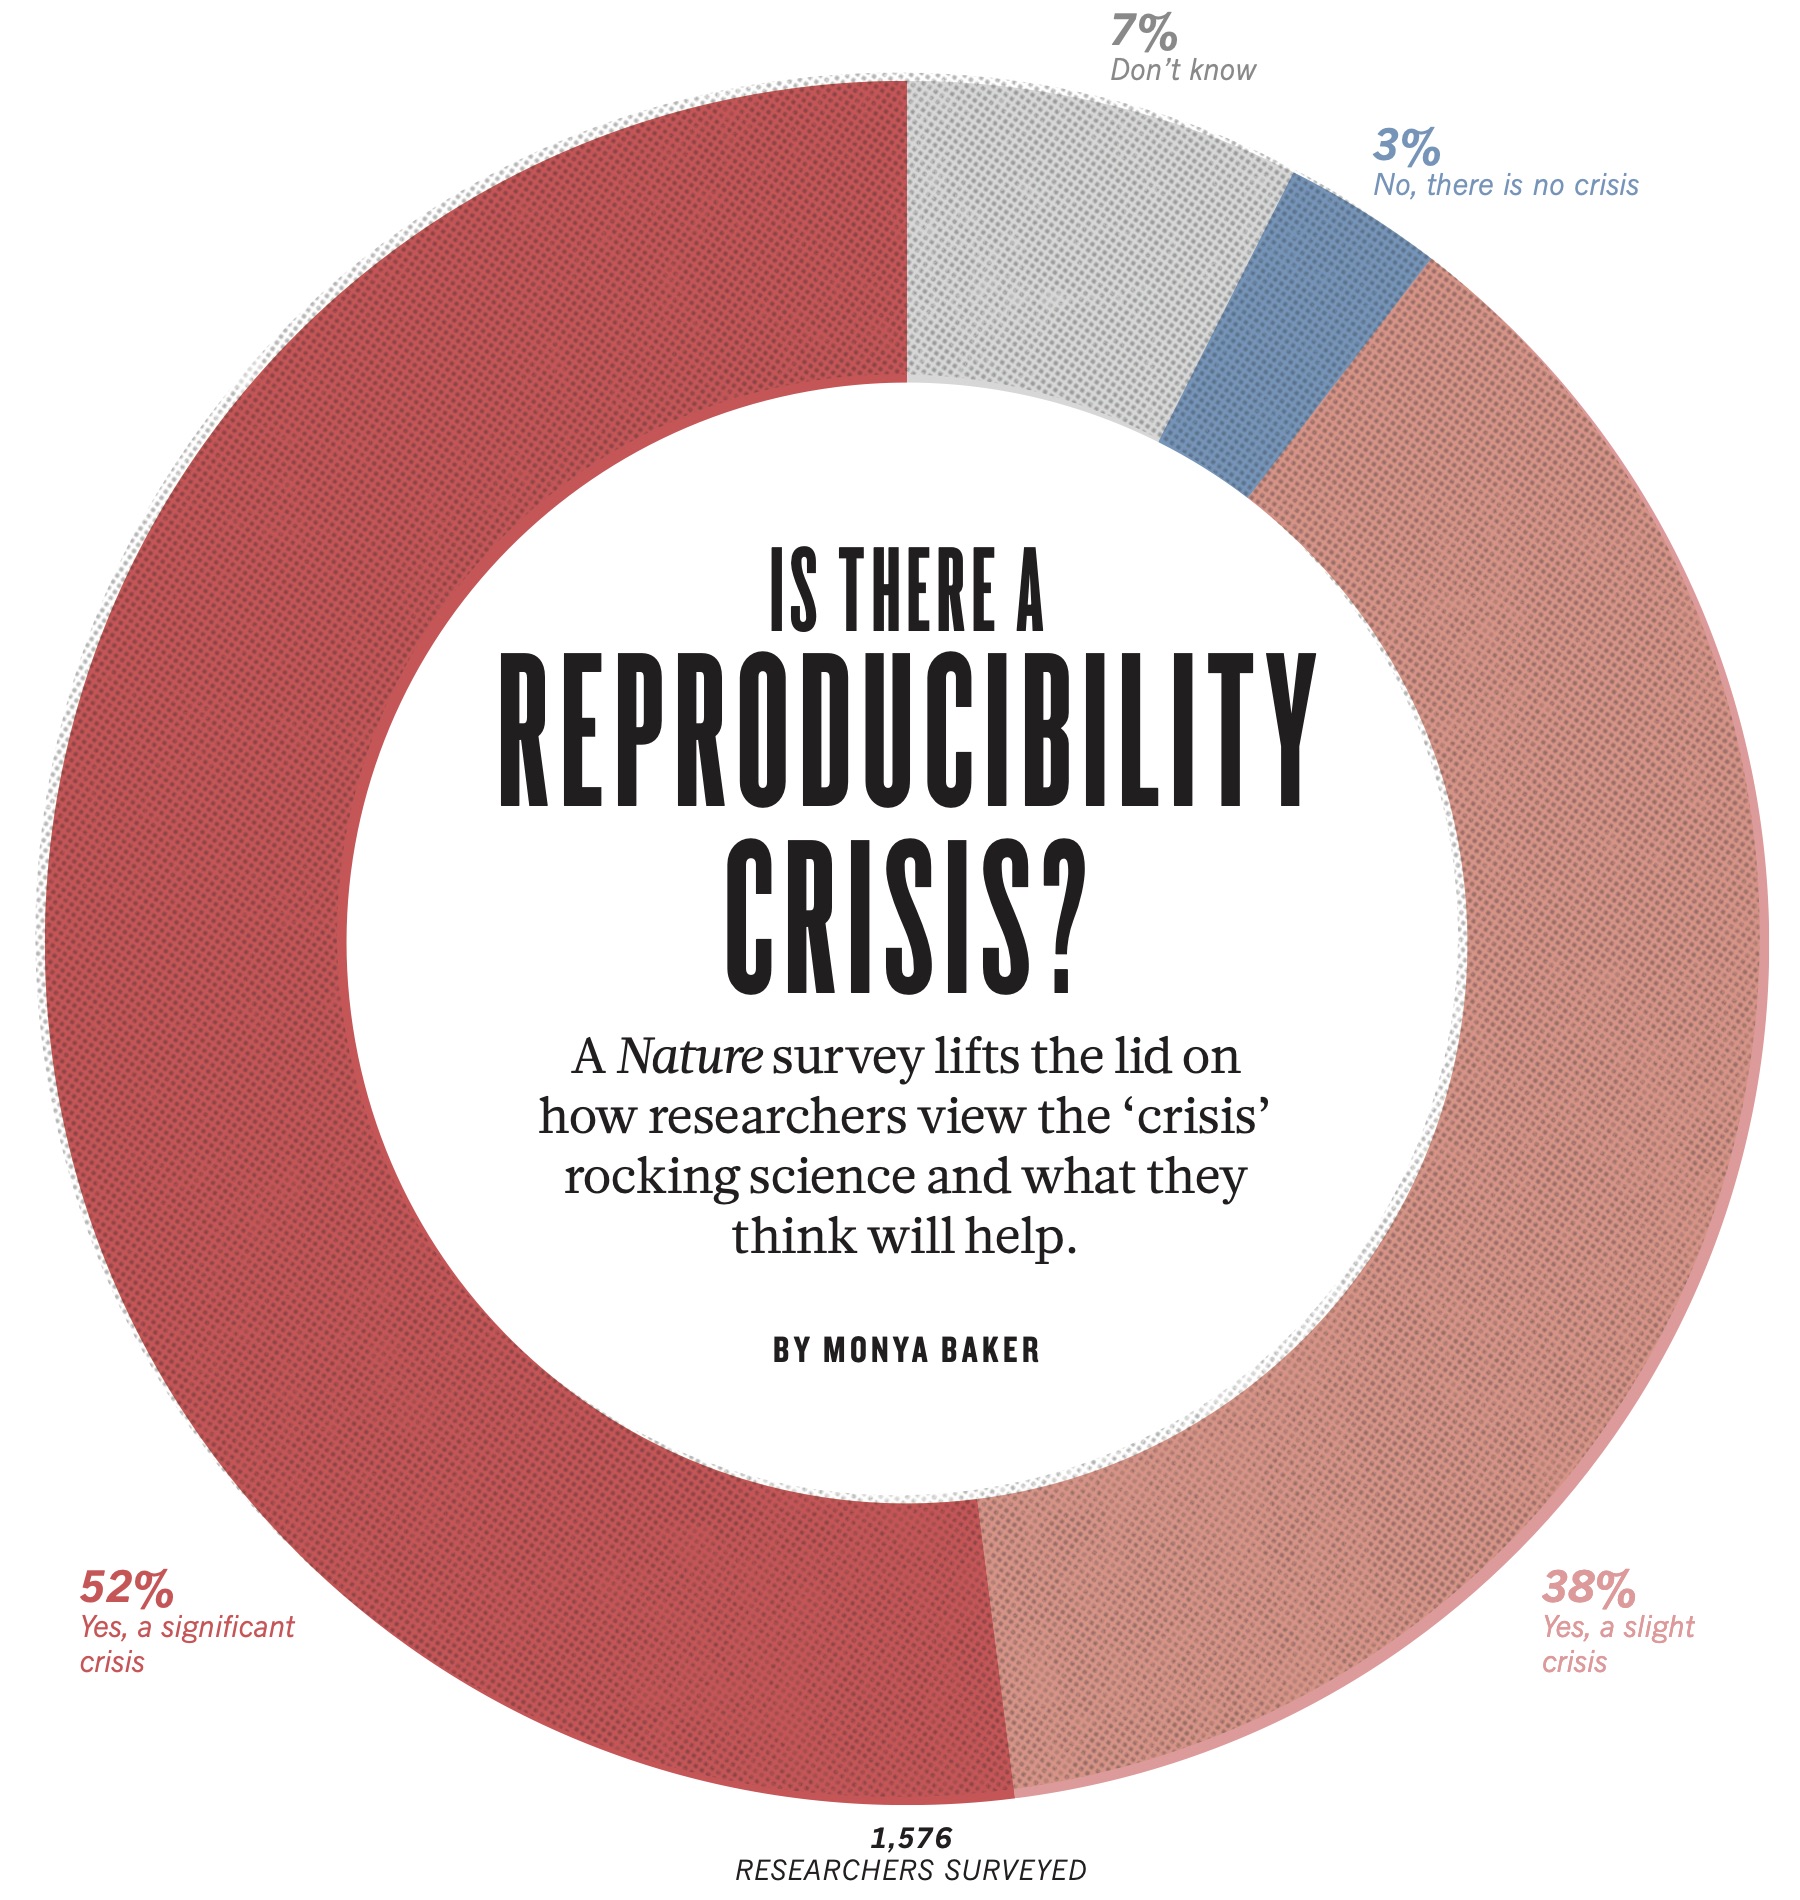 7%
Don’t know
3%
No, there is no crisis
IS THERE A
REPRODUCIBILITY
CRISIS?
A Nature survey lifts the lid on
how researchers view the ‘crisis’
rocking science and what they
think will help.
BY MONYA BAKER
52%
Yes, a significant
crisis
38%
Yes, a slight
crisis
1,576
RESEARCHERS SURVEYED